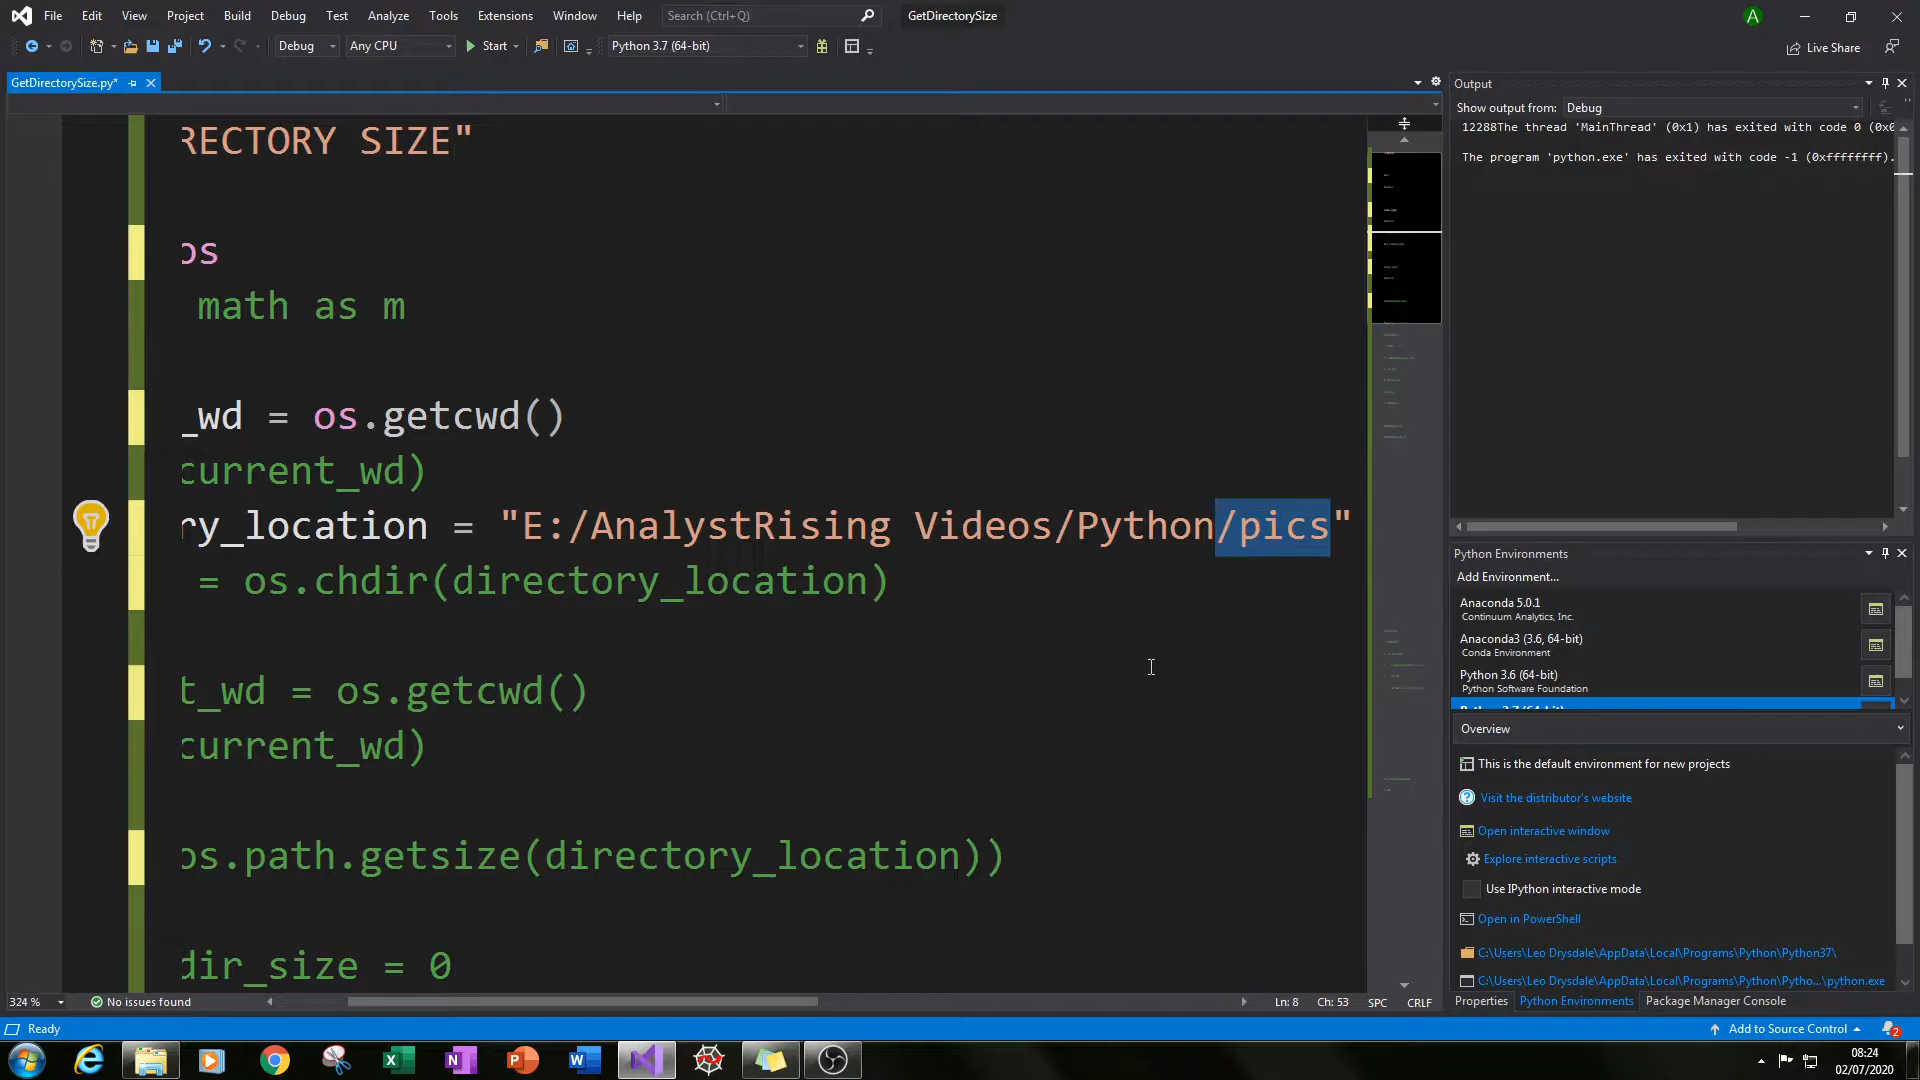 File Edit View Project Build Debug Test Analyze Tools Extensions Window Help Search (Ctrl+Q) GetDirectorySize A
Debug Any CPU Start Python 3.7 (64-bit) Live Share
GetDirectorySize.py*
RECTORY SIZE"
os
math as m
_wd = os.getcwd()
current_wd)
ry_location = "E:/AnalystRising Videos/Python/pics"
= os.chdir(directory_location)
t_wd = os.getcwd()
current_wd)
os.path.getsize(directory_location))
dir_size = 0
324 % No issues found Ln: 8 Ch: 53 SPC CRLF
Output
Show output from: Debug
12288The thread 'MainThread' (0x1) has exited with code 0 (0x0
The program 'python.exe' has exited with code -1 (0xffffffff).
Python Environments
Add Environment...
Anaconda 5.0.1
Continuum Analytics, Inc.
Anaconda3 (3.6, 64-bit)
Conda Environment
Python 3.6 (64-bit)
Python Software Foundation
Overview
This is the default environment for new projects
Visit the distributor's website
Open interactive window
Explore interactive scripts
Use IPython interactive mode
Open in PowerShell
C:\Users\Leo Drysdale\AppData\Local\Programs\Python\Python37\
C:\Users\Leo Drysdale\AppData\Local\Programs\Python\Pytho...\python.exe
Properties Python Environments Package Manager Console
Ready Add to Source Control 2
08:24
02/07/2020